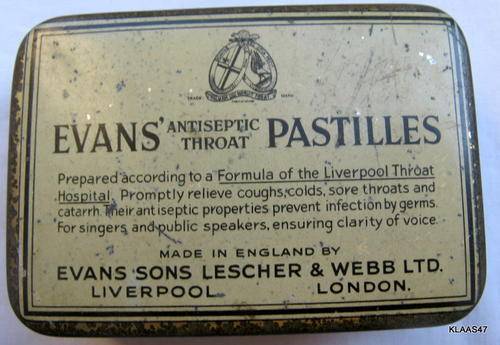 TRADE MARK
EVANS' ANTISEPTIC THROAT PASTILLES
Prepared according to a Formula of the Liverpool Throat
Hospital. Promptly relieve coughs, colds, sore throats and
catarrh. Their antiseptic properties prevent infection by germs.
For singers and public speakers, ensuring clarity of voice.
MADE IN ENGLAND BY
EVANS SONS LESCHER & WEBB LTD.
LIVERPOOL LONDON.
KLAAS47